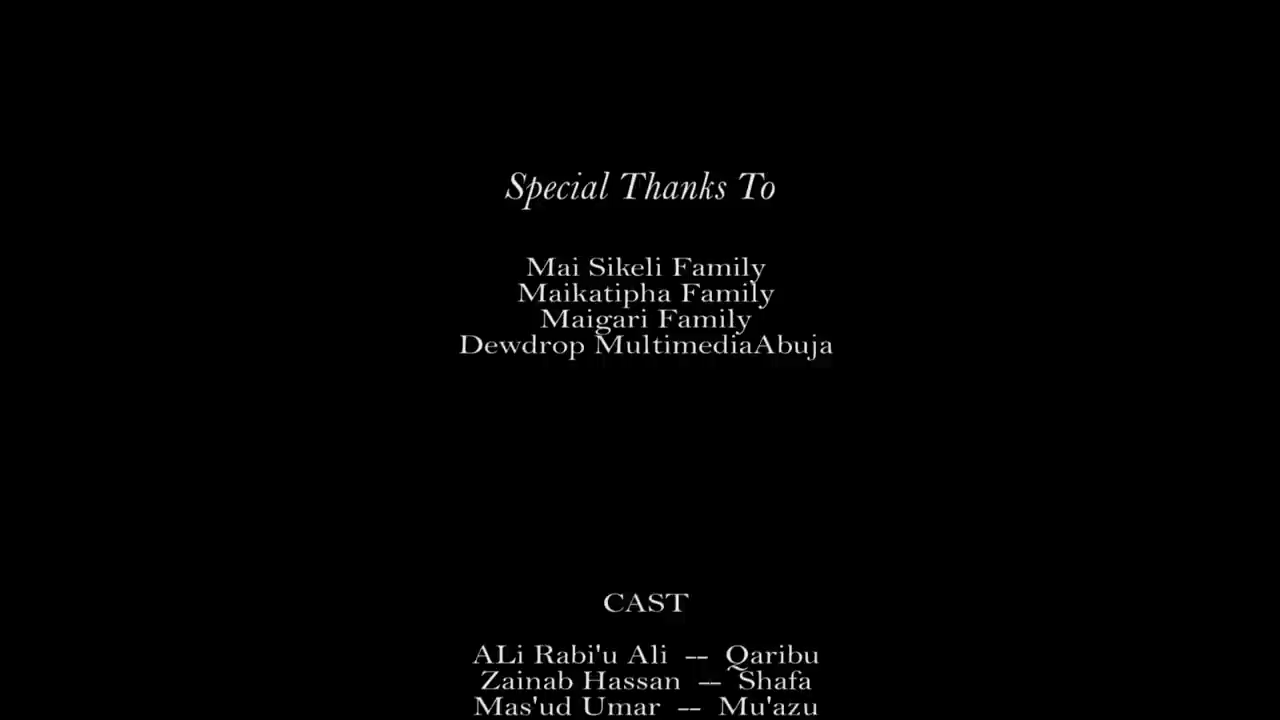 Special Thanks To
Mai Sikeli Family
Maikatipha Family
Maigari Family
Dewdrop MultimediaAbuja
CAST
ALi Rabi'u Ali -- Qaribu
Zainab Hassan -- Shafa
Mas'ud Umar -- Mu'azu